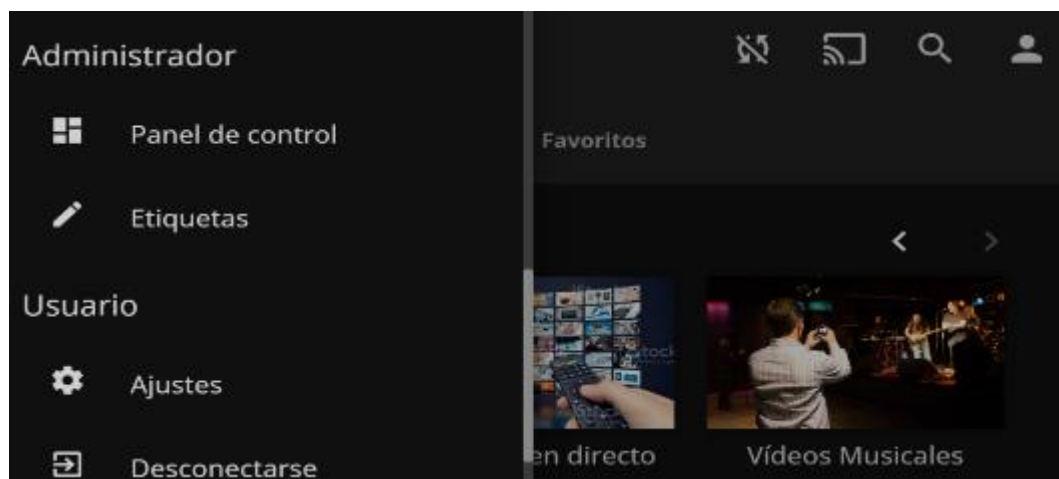 Administrador
Panel de control
Favoritos
Etiquetas
Usuario
Ajustes
en directo
Vídeos Musicales
Desconectarse